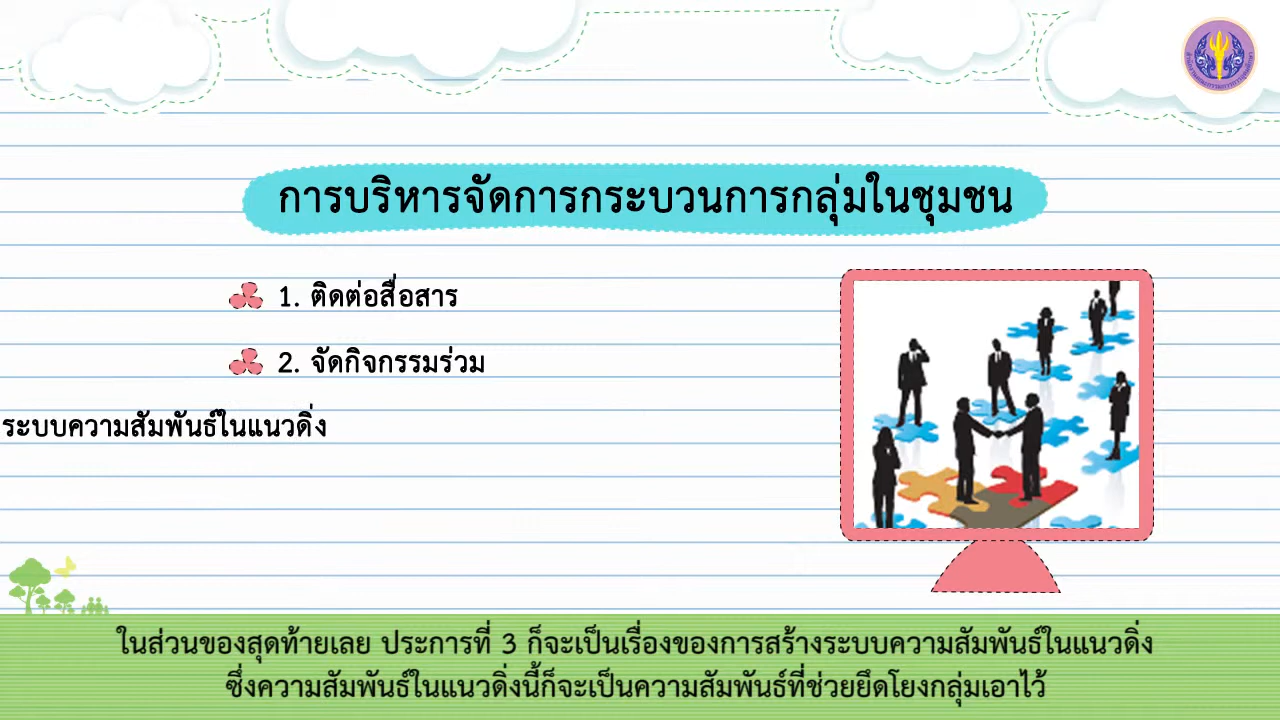 การบริหารจัดการกระบวนการกลุ่มในชุมชน
1. ติดต่อสื่อสาร
2. จัดกิจกรรมร่วม
ระบบความสัมพันธ์ในแนวดิ่ง
ในส่วนของสุดท้ายเลย ประการที่ 3 ก็จะเป็นเรื่องของการสร้างระบบความสัมพันธ์ในแนวดิ่ง
ซึ่งความสัมพันธ์ในแนวดิ่งนี้ก็จะเป็นความสัมพันธ์ที่ช่วยยึดโยงกลุ่มเอาไว้